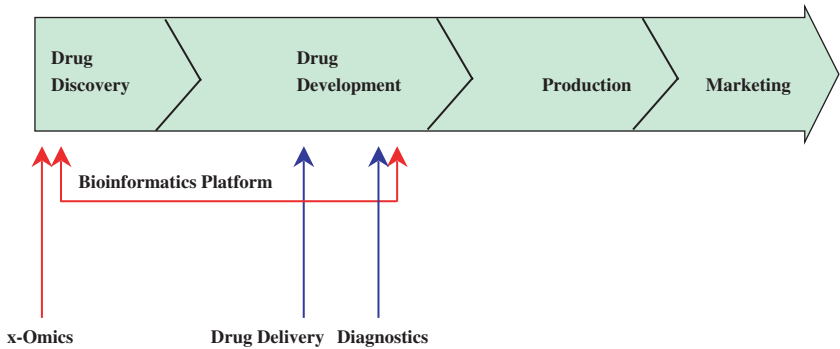 Drug
Discovery
Drug
Development
Production
Marketing
Bioinformatics Platform
x-Omics
Drug Delivery
Diagnostics